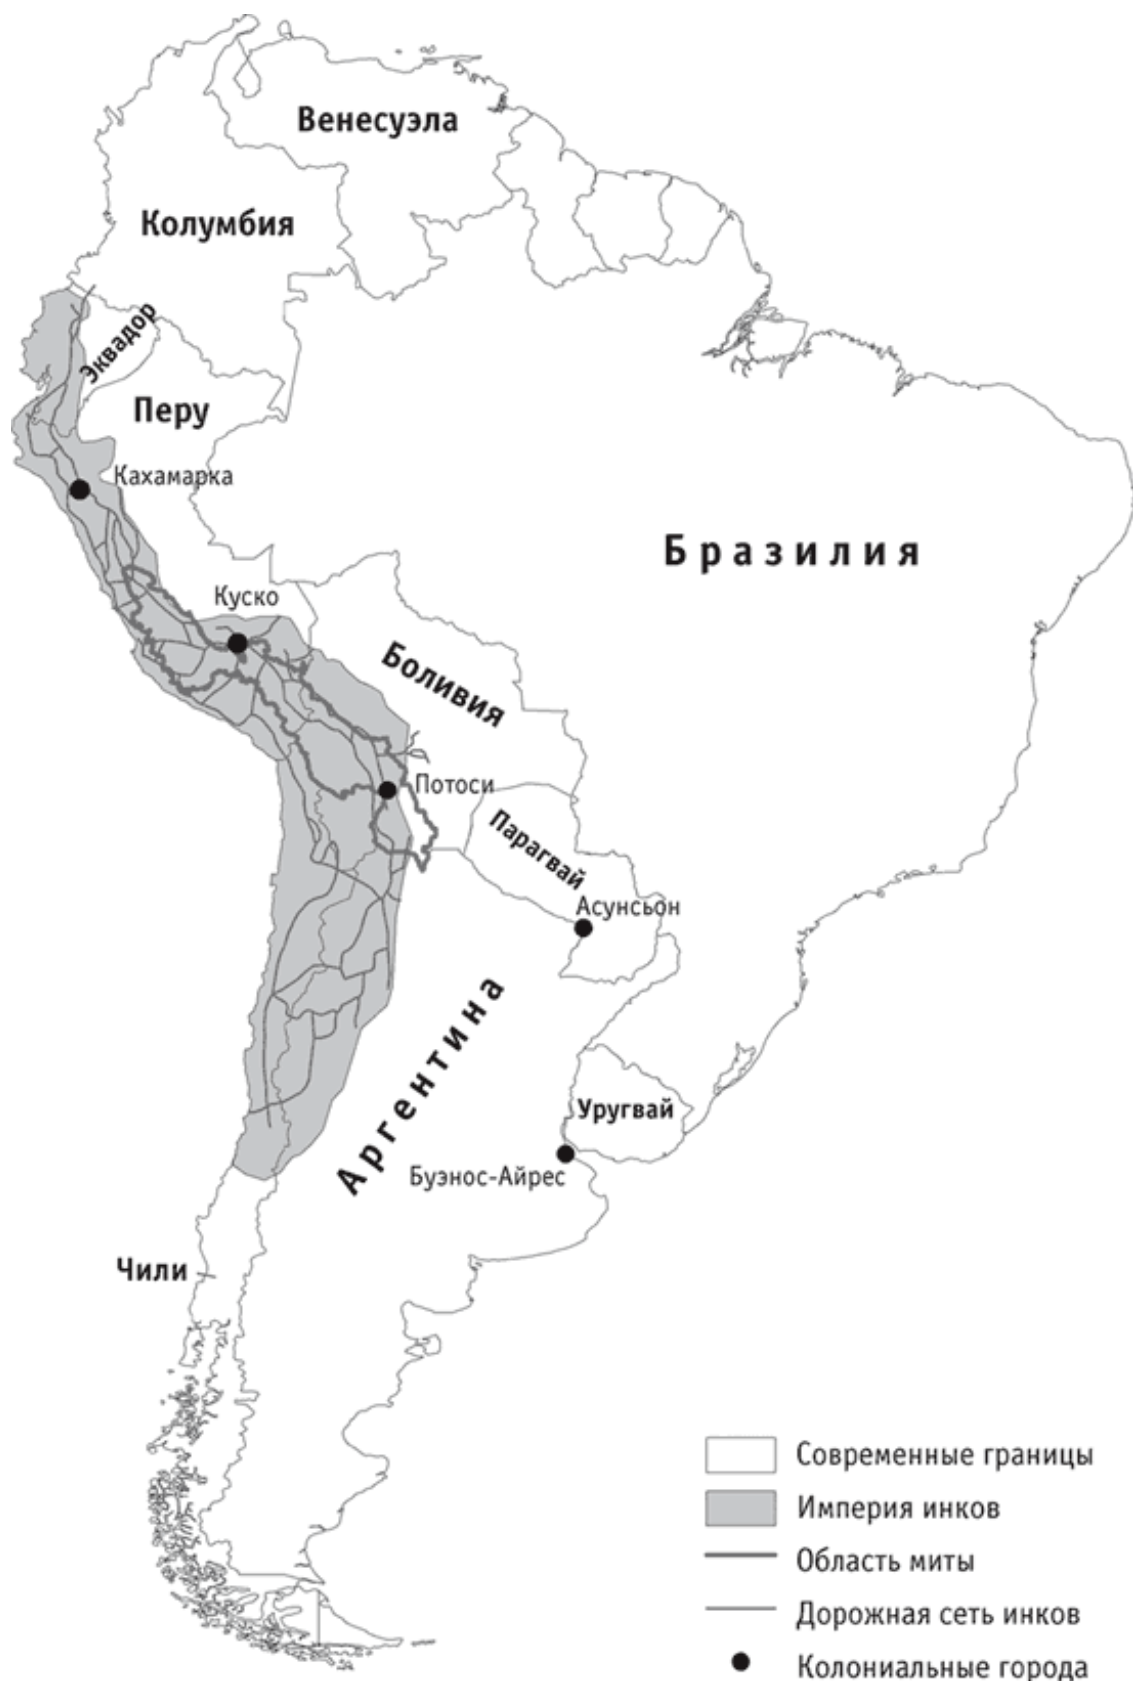 Венесуэла
Колумбия
Эквадор
Перу
Кахамарка
Бразилия
Куско
Боливия
Потоси
Парагвай
Асунсьон
Аргентина
Уругвай
Буэнос-Айрес
Чили
Современные границы
Империя инков
Область миты
Дорожная сеть инков
Колониальные города